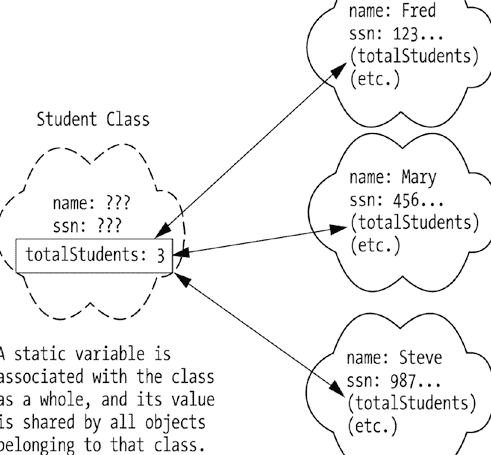 name: Fred
ssn: 123...
(totalStudents)
(etc.)
Student Class
name: ???
ssn: ???
totalStudents: 3
name: Mary
ssn: 456...
(totalStudents)
(etc.)
name: Steve
ssn: 987...
(totalStudents)
(etc.)
A static variable is
associated with the class
as a whole, and its value
is shared by all objects
belonging to that class.